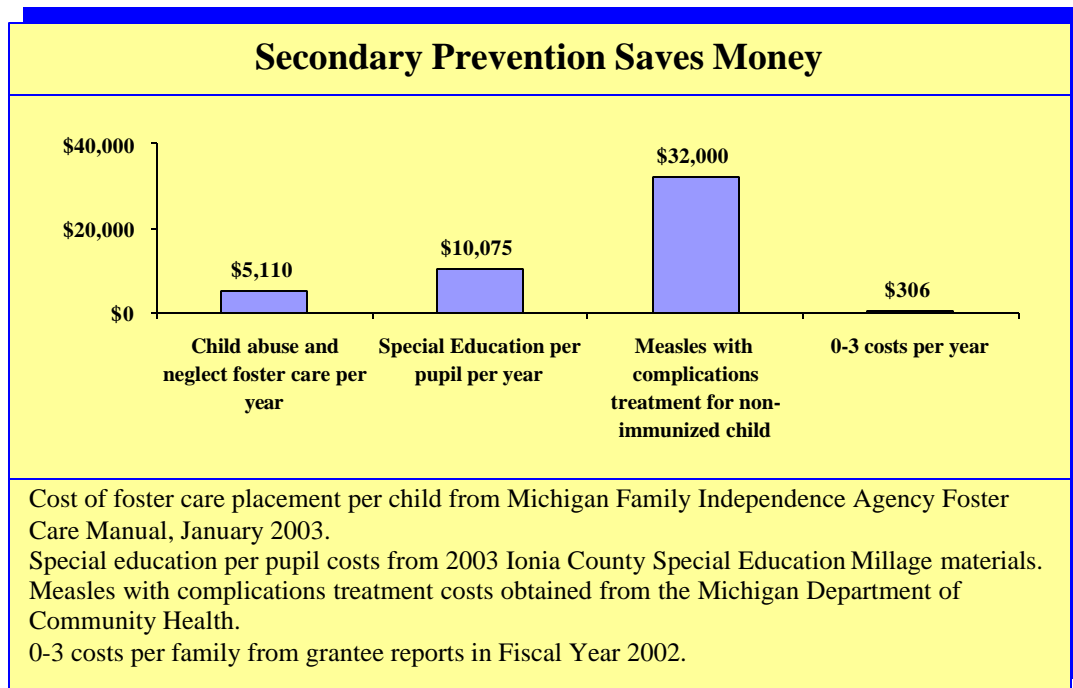 Secondary Prevention Saves Money
$40,000
$20,000
$0
$5,110
$10,075
$32,000
$306
Child abuse and
neglect foster care per
year
Special Education per
pupil per year
Measles with
complications
treatment for non-
immunized child
0-3 costs per year
Cost of foster care placement per child from Michigan Family Independence Agency Foster
Care Manual, January 2003.
Special education per pupil costs from 2003 Ionia County Special Education Millage materials.
Measles with complications treatment costs obtained from the Michigan Department of
Community Health.
0-3 costs per family from grantee reports in Fiscal Year 2002.